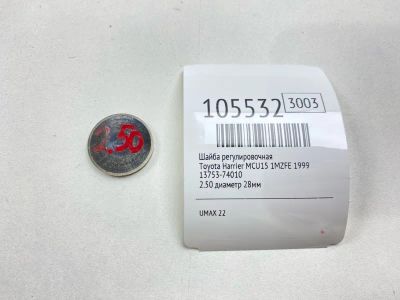 2.50
105532 3003
Шайба регулировочная
Toyota Harrier MCU15 1MZFE 1999
13753-74010
2.50 диаметр 28мм
UMAX 22